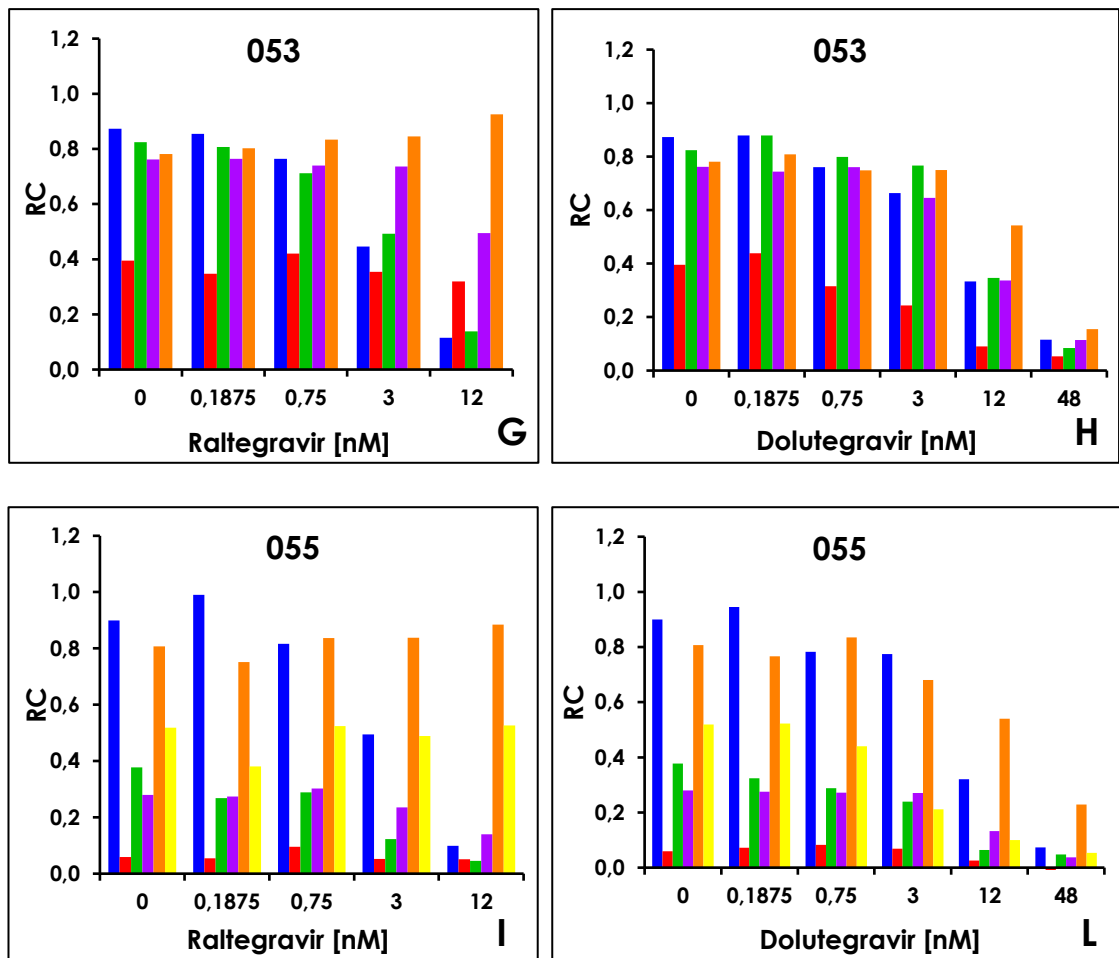 053
1,2
1,0
0,8
0,6
0,4
0,2
0,0
RC
0 0,1875 0,75 3 12
Raltegravir [nM]
G
053
1,2
1,0
0,8
0,6
0,4
0,2
0,0
RC
0 0,1875 0,75 3 12 48
Dolutegravir [nM]
H
055
1,2
1,0
0,8
0,6
0,4
0,2
0,0
RC
0 0,1875 0,75 3 12
Raltegravir [nM]
I
055
1,2
1,0
0,8
0,6
0,4
0,2
0,0
RC
0 0,1875 0,75 3 12 48
Dolutegravir [nM]
L